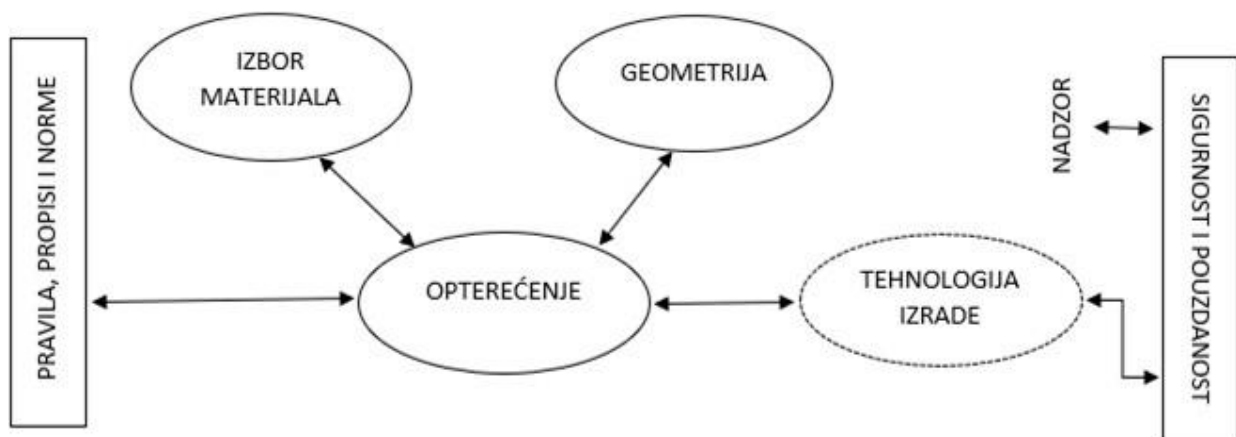 PRAVILA, PROPISI I NORME
IZBOR
MATERIJALA
GEOMETRIJA
NADZOR
SIGURNOST I POUZDANOST
OPTEREĆENJE
TEHNOLOGIJA
IZRADE